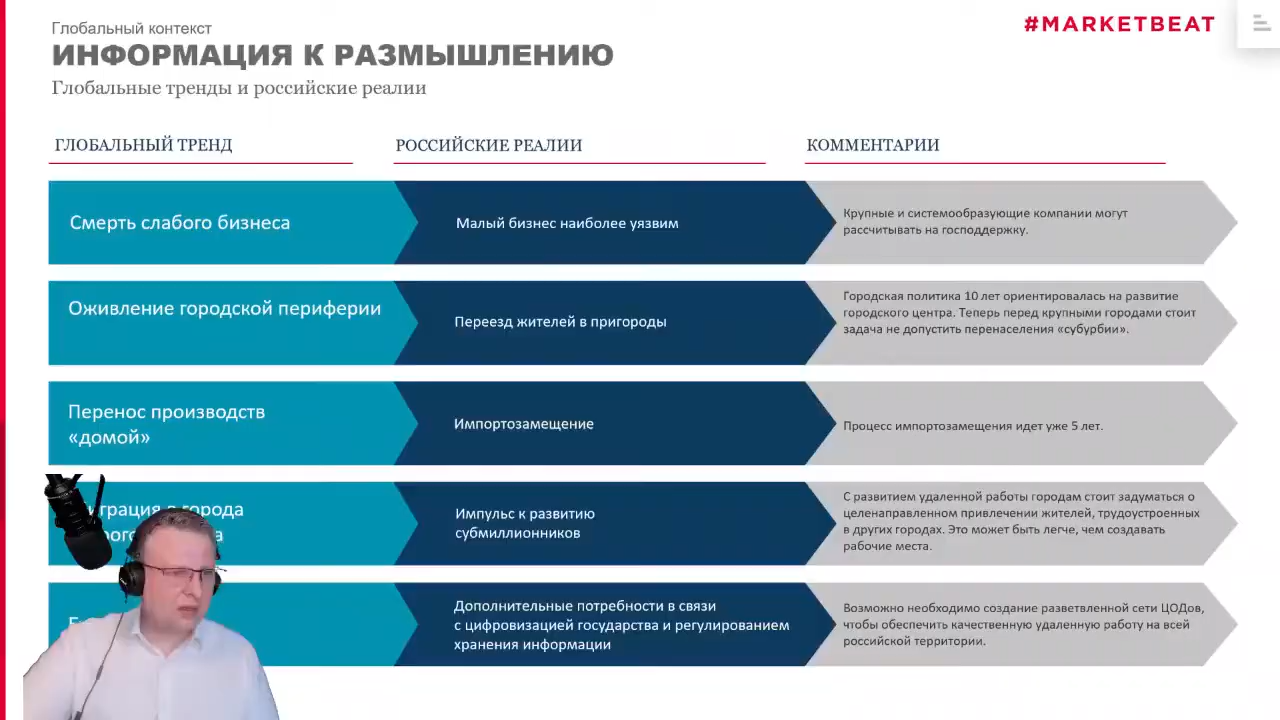 Глобальный контекст
#MARKETBEAT
ИНФОРМАЦИЯ К РАЗМЫШЛЕНИЮ
Глобальные тренды и российские реалии
ГЛОБАЛЬНЫЙ ТРЕНД
РОССИЙСКИЕ РЕАЛИИ
КОММЕНТАРИИ
Смерть слабого бизнеса
Малый бизнес наиболее уязвим
Крупные и системообразующие компании могут
рассчитывать на господдержку.
Оживление городской периферии
Переезд жителей в пригороды
Городская политика 10 лет ориентировалась на развитие
городского центра. Теперь перед крупными городами стоит
задача не допустить перенаселения «субурбии».
Перенос производств
«домой»
Импортозамещение
Процесс импортозамещения идет уже 5 лет.
города
Импульс к развитию
субмиллионников
С развитием удаленной работы городам стоит задуматься о
целенаправленном привлечении жителей, трудоустроенных
в других городах. Это может быть легче, чем создавать
рабочие места.
Дополнительные потребности в связи
с цифровизацией государства и регулированием
хранения информации
Возможно необходимо создание разветвленной сети ЦОДов,
чтобы обеспечить качественную удаленную работу на всей
российской территории.